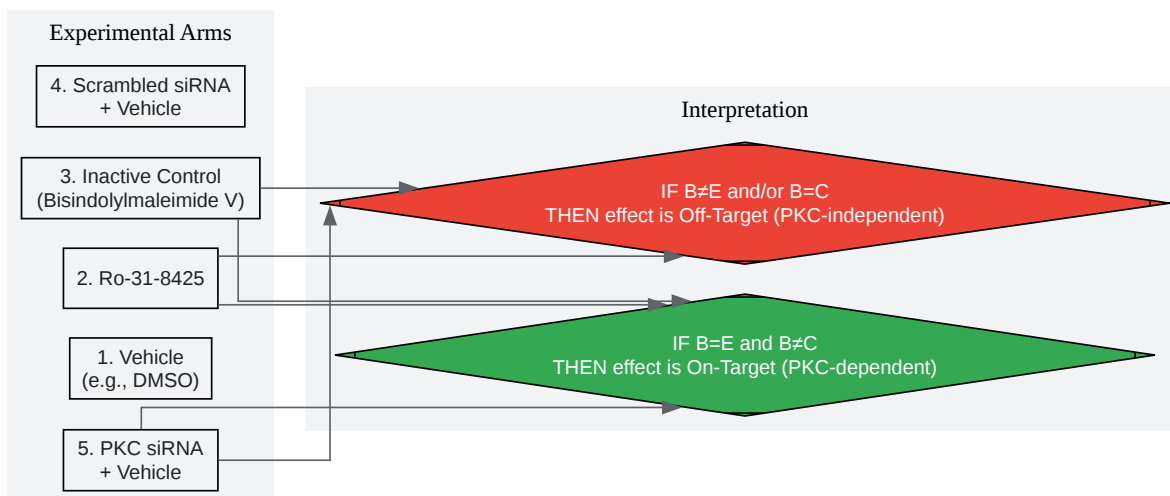 Experimental Arms
4. Scrambled siRNA
+ Vehicle
3. Inactive Control
(Bisindolylmaleimide V)
2. Ro-31-8425
1. Vehicle
(e.g., DMSO)
5. PKC siRNA
+ Vehicle
Interpretation
IF B≠E and/or B=C
THEN effect is Off-Target (PKC-independent)
IF B=E and B≠C
THEN effect is On-Target (PKC-dependent)